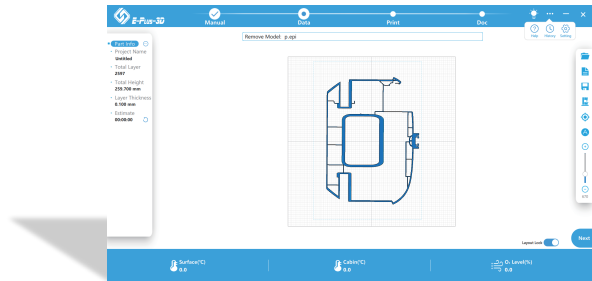 E-Plus-3D
Manual
Data
Print
Doc
Help
History
Setting
Remove Model: p.epi
Part Info
Project Name
Untitled
Total Layer
2597
Total Height
259.700 mm
Layer Thickness
0.100 mm
Estimate
00:00:00
Layout Lock
Next
Surface(°C)
0.0
Cabin(°C)
0.0
O₂ Level(%)
0.0